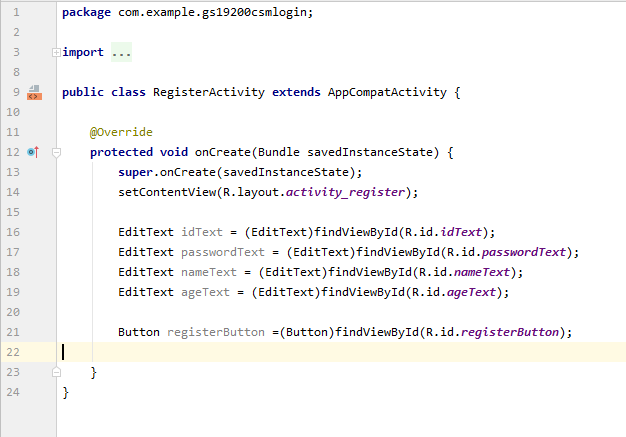 1 package com.example.gs19200csmlogin;
2
3 import ...
8
9 public class RegisterActivity extends AppCompatActivity {
10
11 @Override
12 protected void onCreate(Bundle savedInstanceState) {
13 super.onCreate(savedInstanceState);
14 setContentView(R.layout.activity_register);
15
16 EditText idText = (EditText)findViewById(R.id.idText);
17 EditText passwordText = (EditText)findViewById(R.id.passwordText);
18 EditText nameText = (EditText)findViewById(R.id.nameText);
19 EditText ageText = (EditText)findViewById(R.id.ageText);
20
21 Button registerButton =(Button)findViewById(R.id.registerButton);
22
23 }
24 }